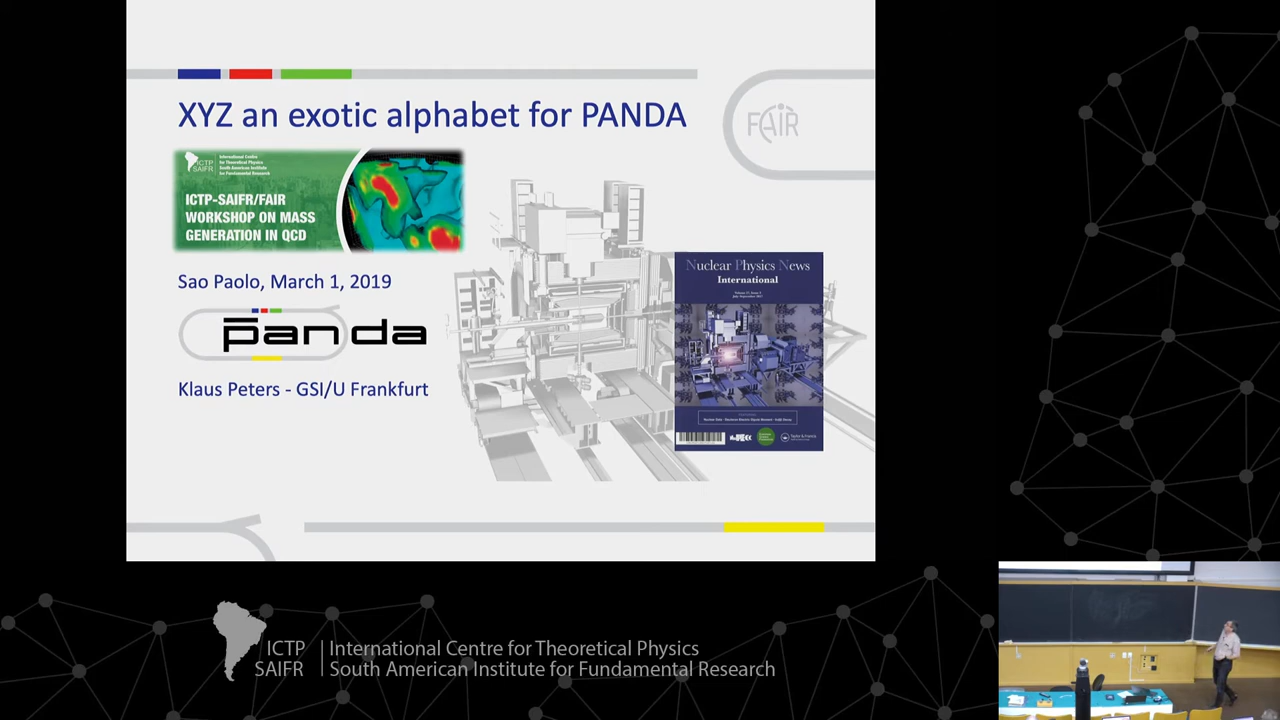 XYZ an exotic alphabet for PANDA
FAIR
ICTP
SAIFR
International Centre
for Theoretical Physics
South American Institute
for Fundamental Research
ICTP-SAIFR/FAIR
WORKSHOP ON MASS
GENERATION IN QCD
Sao Paolo, March 1, 2019
panda
Klaus Peters - GSI/U Frankfurt
Nuclear Physics News
International
ICTP
SAIFR
International Centre for Theoretical Physics
South American Institute for Fundamental Research